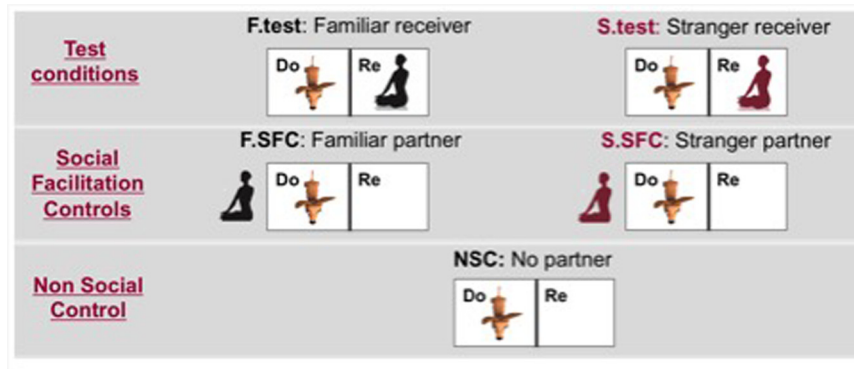 F.test: Familiar receiver
S.test: Stranger receiver
Test
conditions
Do Re
Do Re
F.SFC: Familiar partner
S.SFC: Stranger partner
Social
Facilitation
Controls
Do Re
Do Re
NSC: No partner
Non Social
Control
Do Re